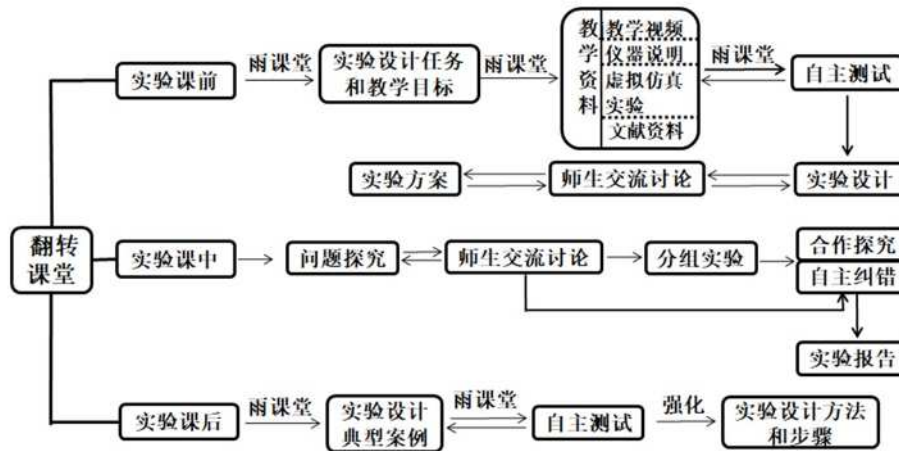 翻转
课堂
实验课前
雨课堂
实验设计任务
和教学目标
雨课堂
教学资料
教学视频
仪器说明
虚拟仿真
实验
文献资料
雨课堂
自主测试
实验方案
师生交流讨论
实验设计
实验课中
问题探究
师生交流讨论
分组实验
合作探究
自主纠错
实验报告
实验课后
雨课堂
实验设计
典型案例
雨课堂
自主测试
强化
实验设计方法
和步骤